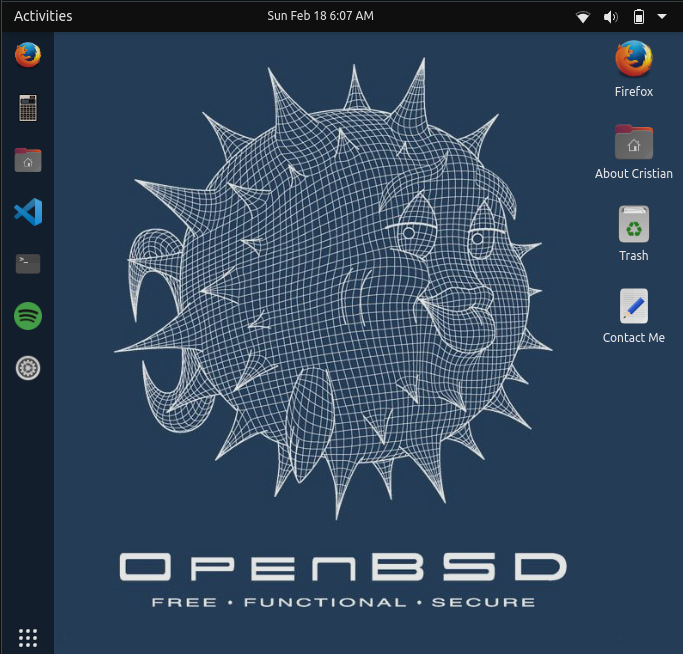 Activities
Sun Feb 18 6:07 AM
Firefox
About Cristian
Trash
Contact Me
>_
OpenBSD
FREE • FUNCTIONAL • SECURE